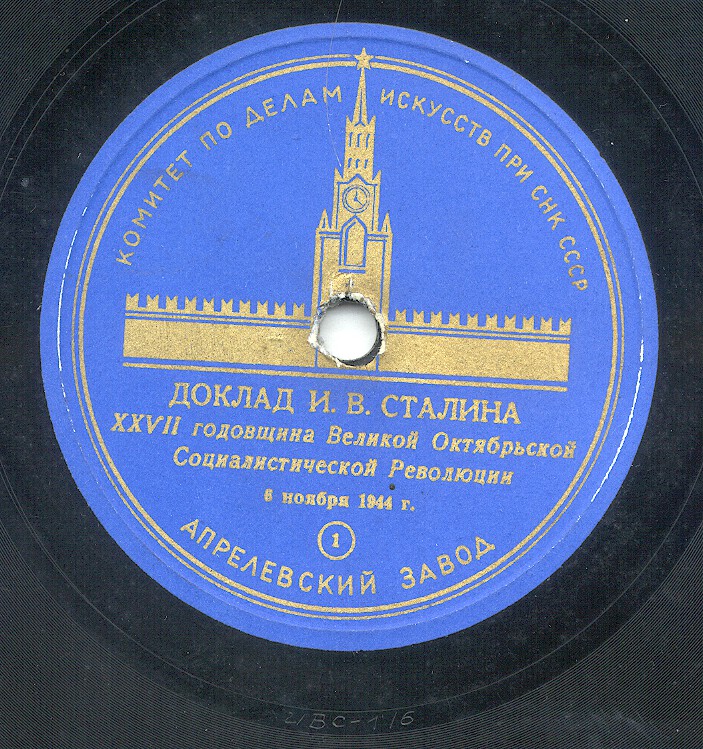 КОМИТЕТ ПО ДЕЛАМ ИСКУССТВ ПРИ СНК СССР
ДОКЛАД И. В. СТАЛИНА
XXVII годовщина Великой Октябрьской
Социалистической Революции
6 ноября 1944 г.
1
АПРЕЛЕВСКИЙ ЗАВОД